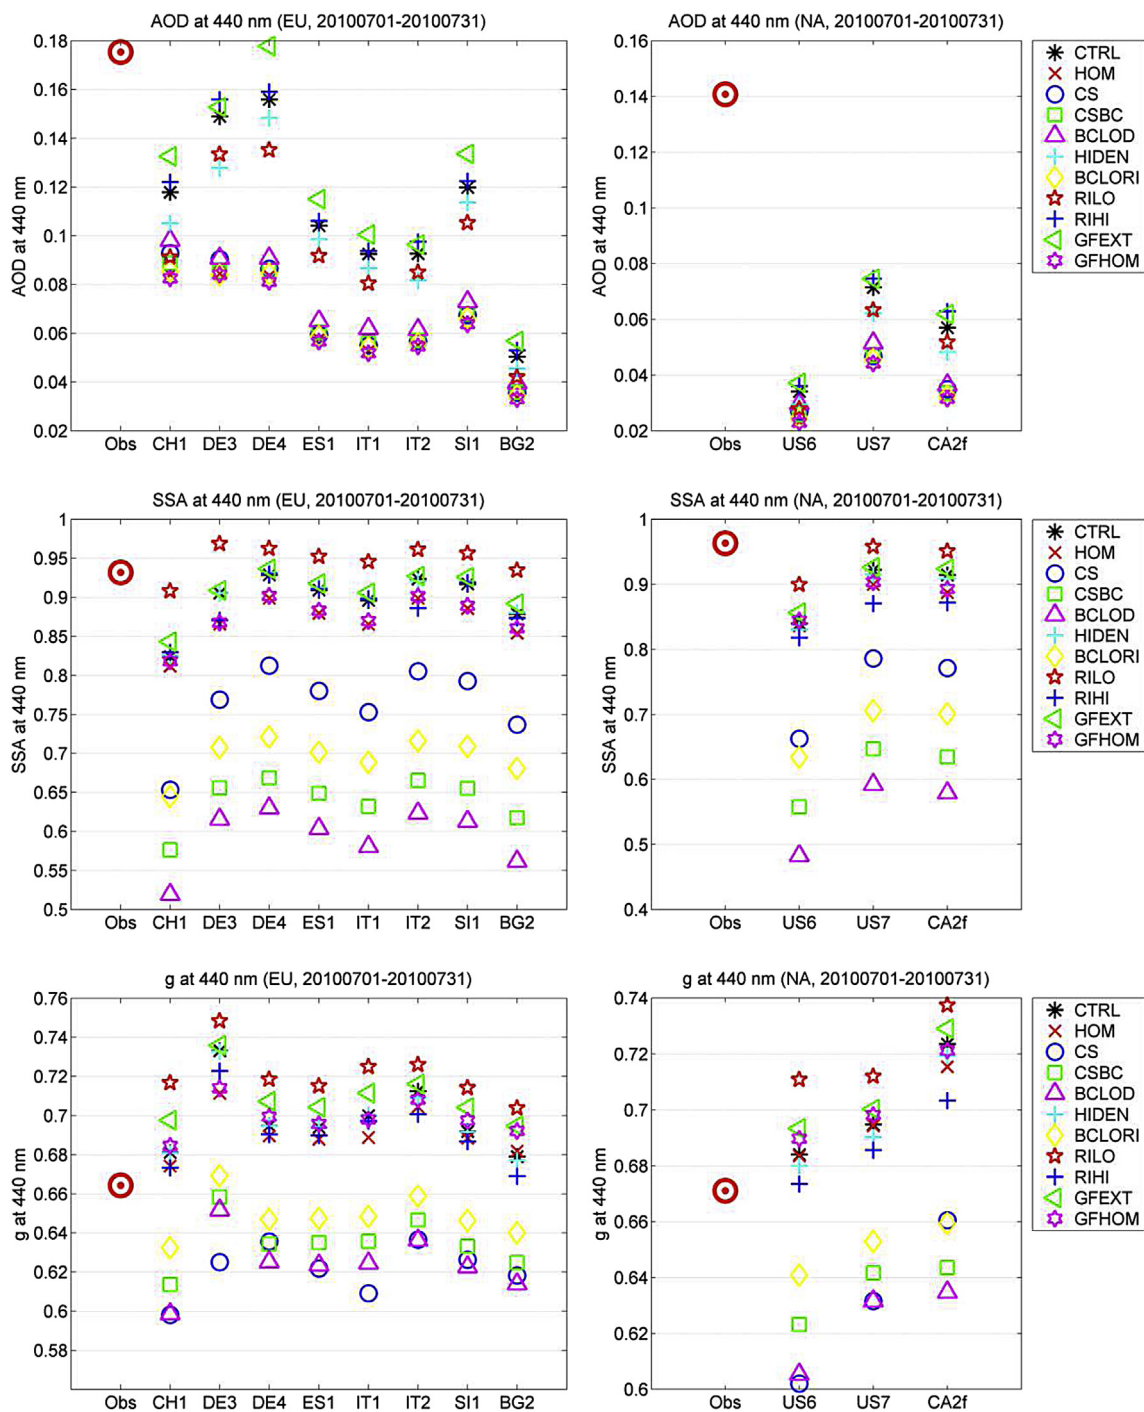 AOD at 440 nm (EU, 20100701-20100731)
AOD at 440 nm
0.18
0.16
0.14
0.12
0.1
0.08
0.06
0.04
0.02
Obs CH1 DE3 DE4 ES1 IT1 IT2 SI1 BG2
AOD at 440 nm (NA, 20100701-20100731)
AOD at 440 nm
0.16
0.14
0.12
0.1
0.08
0.06
0.04
0.02
Obs US6 US7 CA2f
CTRL
HOM
CS
CSBC
BCLOD
HIDEN
BCLORI
RILO
RIHI
GFEXT
GFHOM
SSA at 440 nm (EU, 20100701-20100731)
SSA at 440 nm
1
0.95
0.9
0.85
0.8
0.75
0.7
0.65
0.6
0.55
0.5
Obs CH1 DE3 DE4 ES1 IT1 IT2 SI1 BG2
SSA at 440 nm (NA, 20100701-20100731)
SSA at 440 nm
1
0.9
0.8
0.7
0.6
0.5
0.4
Obs US6 US7 CA2f
CTRL
HOM
CS
CSBC
BCLOD
HIDEN
BCLORI
RILO
RIHI
GFEXT
GFHOM
g at 440 nm (EU, 20100701-20100731)
g at 440 nm
0.76
0.74
0.72
0.7
0.68
0.66
0.64
0.62
0.6
0.58
Obs CH1 DE3 DE4 ES1 IT1 IT2 SI1 BG2
g at 440 nm (NA, 20100701-20100731)
g at 440 nm
0.74
0.72
0.7
0.68
0.66
0.64
0.62
0.6
Obs US6 US7 CA2f
CTRL
HOM
CS
CSBC
BCLOD
HIDEN
BCLORI
RILO
RIHI
GFEXT
GFHOM